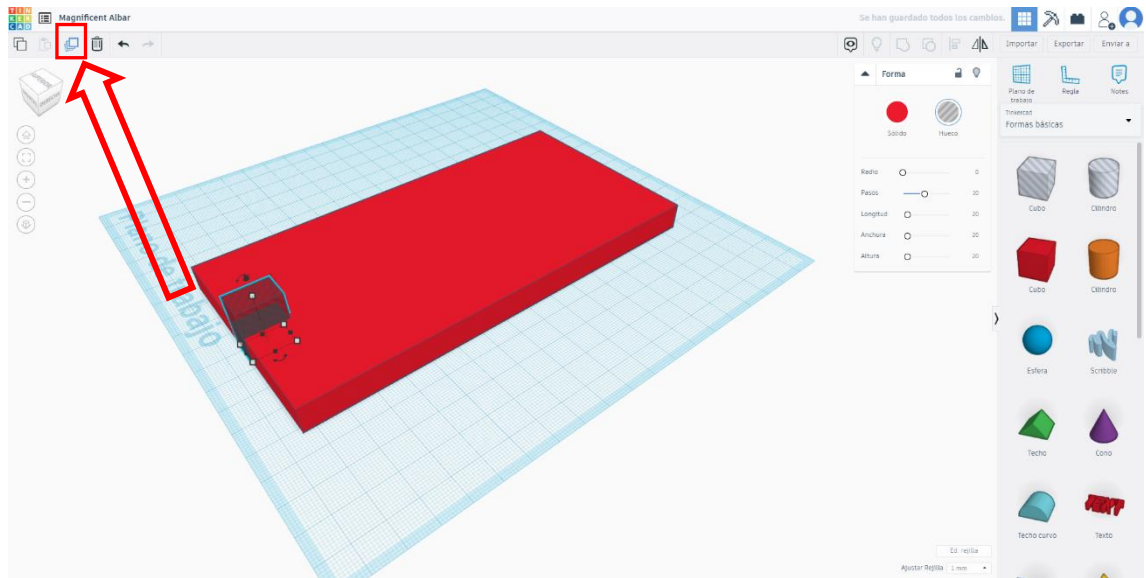 TIN
KER
CAD
Magnificent Albar
Se han guardado todos los cambios.
Importar
Exportar
Enviar a
SUPERIOR
Forma
Sólido
Hueco
Radio 0
Pasos 10
Longitud 20
Anchura 20
Altura 20
Plano de trabajo
Plano de
trabajo
Regla
Notes
Tinkercad
Formas básicas
Cubo
Cilindro
Cubo
Cilindro
Esfera
Scribble
Techo
Cono
TEXT
Techo curvo
Texto
Ed. rejilla
Ajustar Rejilla 1 mm